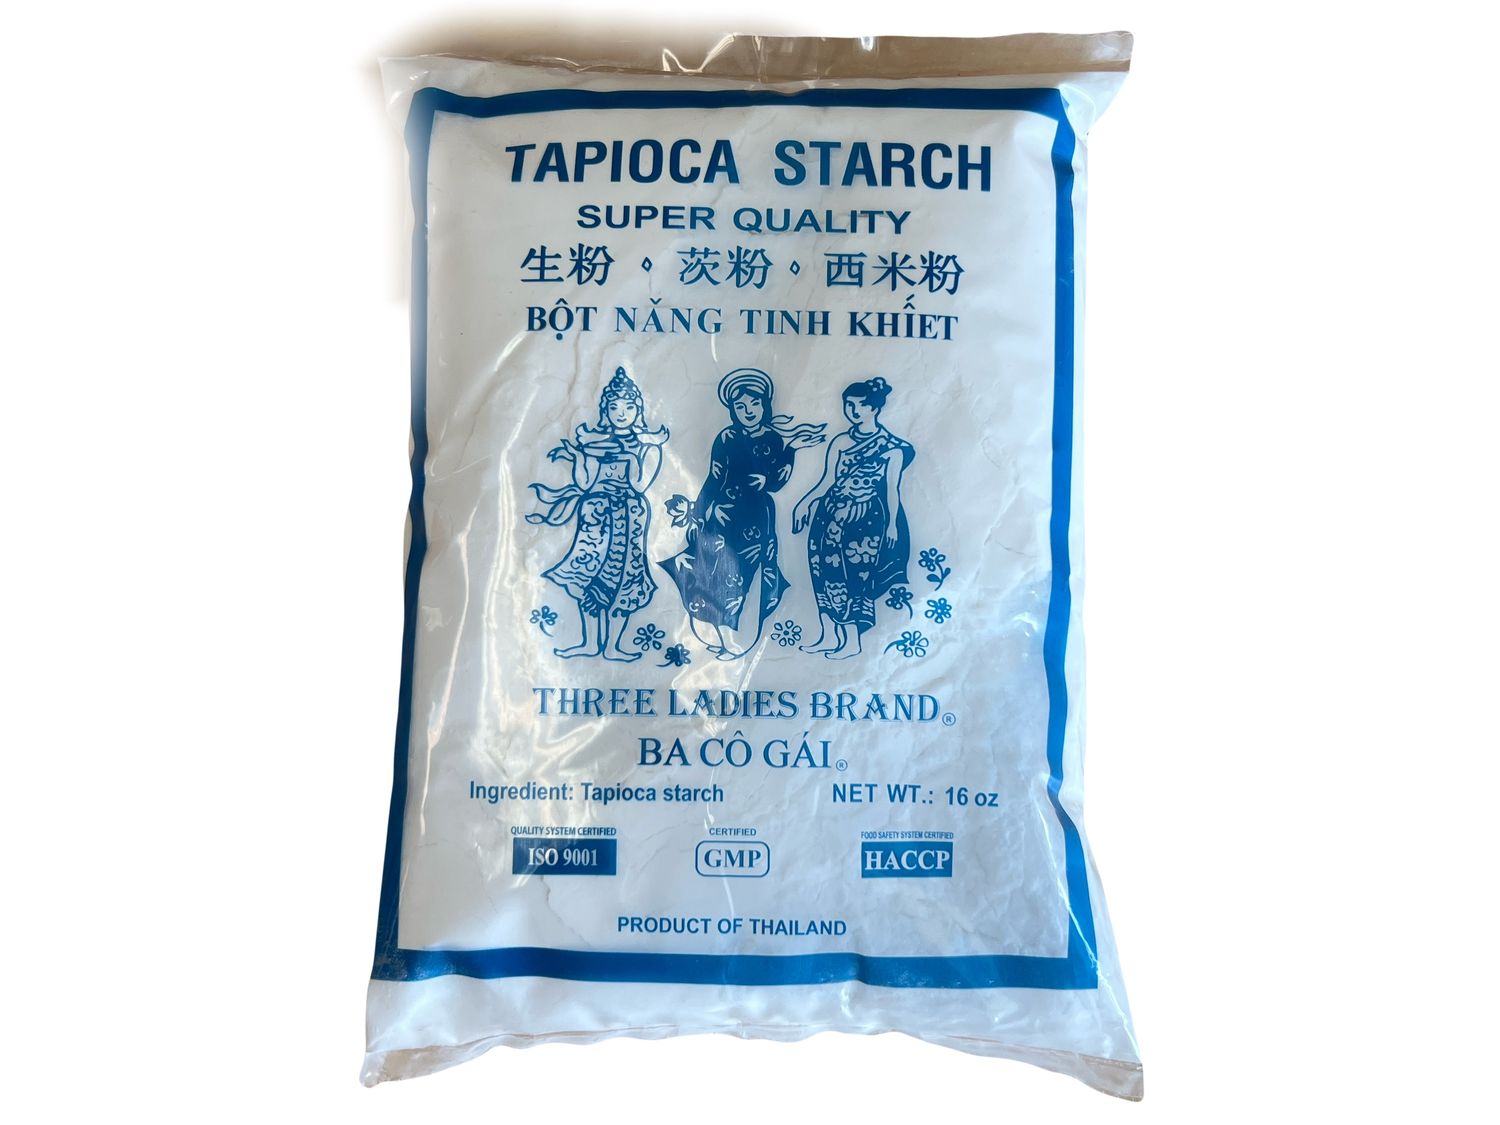 TAPIOCA STARCH
SUPER QUALITY
生粉 ⬨ 茨粉 ⬨ 西米粉
BỘT NĂNG TINH KHIẾT
THREE LADIES BRAND®
BA CÔ GÁI®
Ingredient: Tapioca starch NET WT.: 16 oz
QUALITY SYSTEM CERTIFIED CERTIFIED FOOD SAFETY SYSTEM CERTIFIED
ISO 9001 GMP HACCP
PRODUCT OF THAILAND